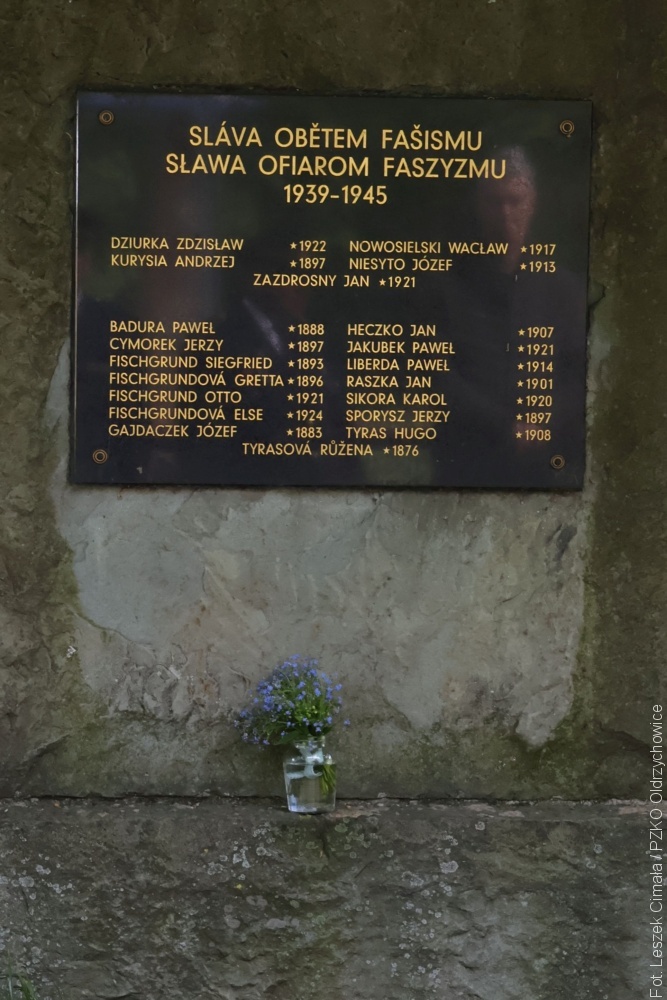 SLÁVA OBĚTEM FAŠISMU
SŁAWA OFIAROM FASZYZMU
1939-1945
DZIURKA ZDZISŁAW ★1922 NOWOSIELSKI WACŁAW ★1917
KURYSIA ANDRZEJ ★1897 NIESYTO JÓZEF ★1913
ZAZDROSNY JAN ★1921
BADURA PAWEŁ ★1888 HECZKO JAN ★1907
CYMOREK JERZY ★1897 JAKUBEK PAWEŁ ★1921
FISCHGRUND SIEGFRIED ★1893 LIBERDA PAWEŁ ★1914
FISCHGRUNDOVÁ GRETTA ★1896 RASZKA JAN ★1901
FISCHGRUND OTTO ★1921 SIKORA KAROL ★1920
FISCHGRUNDOVÁ ELSE ★1924 SPORYSZ JERZY ★1897
GAJDACZEK JÓZEF ★1883 TYRAS HUGO ★1908
TYRASOVÁ RŮŽENA ★1876
Fot. Leszek Cimała / PZKO Oldrzychowice